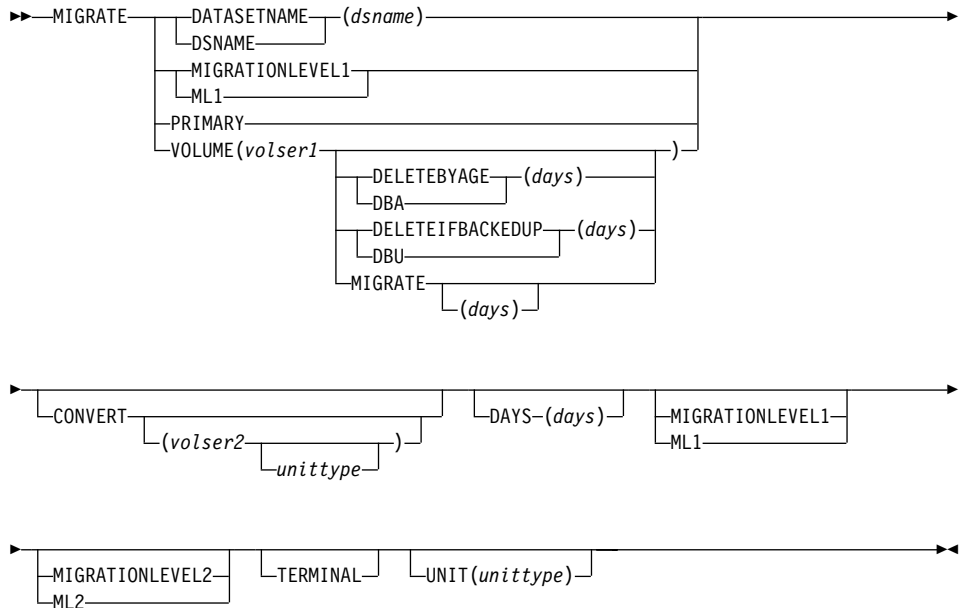 MIGRATE DATASETNAME (dsname)
DSNAME
MIGRATIONLEVEL1
ML1
PRIMARY
VOLUME(volser1 )
DELETEBYAGE (days)
DBA
DELETEIFBACKEDUP (days)
DBU
MIGRATE
(days)
CONVERT DAYS (days) MIGRATIONLEVEL1
(volser2 ) ML1
unittype
MIGRATIONLEVEL2 TERMINAL UNIT(unittype)
ML2